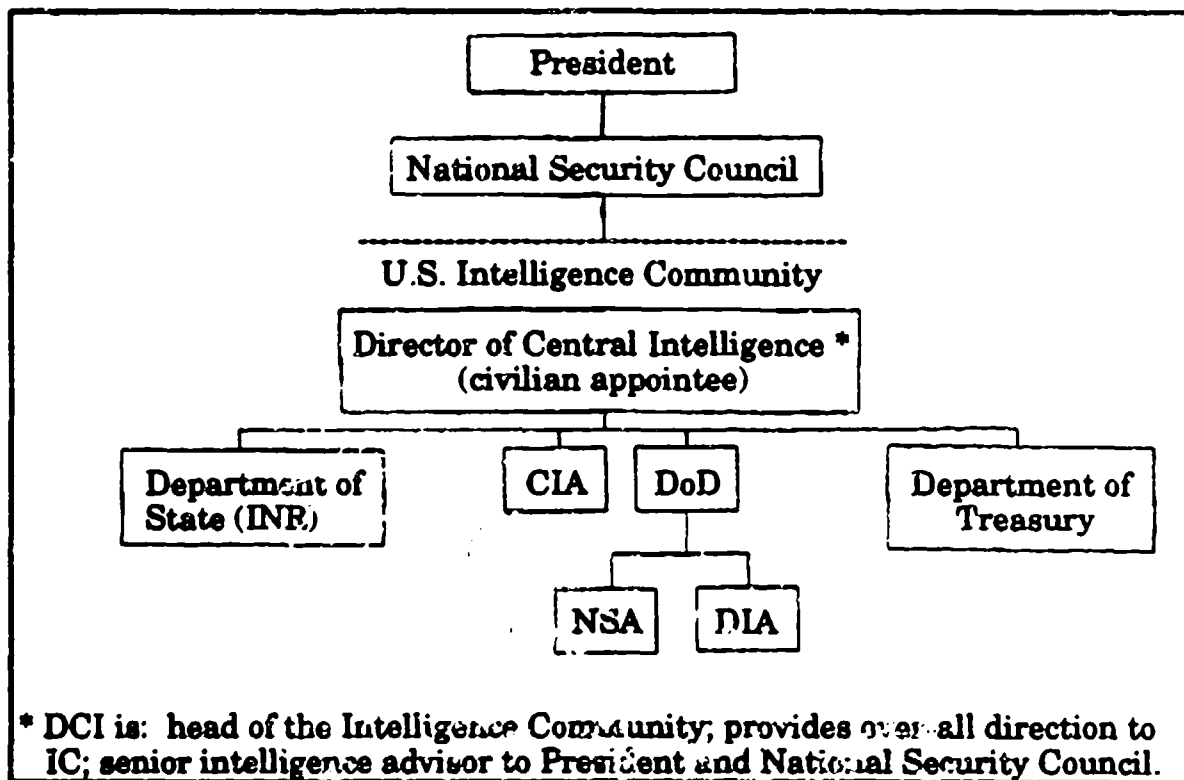 President
National Security Council
U.S. Intelligence Community
Director of Central Intelligence *
(civilian appointee)
Department of
State (INR)
CIA
DoD
Department of
Treasury
NSA
DIA
* DCI is: head of the Intelligence Community; provides over-all direction to
IC; senior intelligence advisor to President and National Security Council.